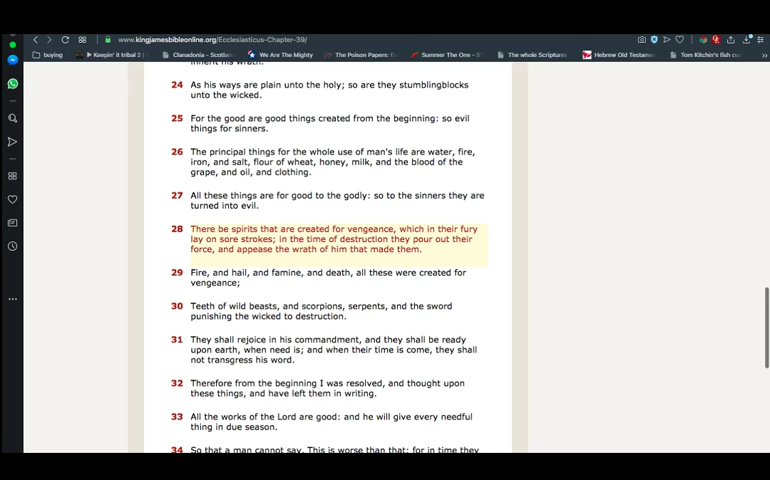 www.kingjamesbibleonline.org/Ecclesiasticus-Chapter-39/
buying
Keepin' it tribal 2
Clanadonia - Scotlan
We Are The Mighty
The Poison Papers: F
Summer The One - S
The whole Scripture
Hebrew Old Testame
Tom Kitchin's fish cu
inherit his wrath.
24 As his ways are plain unto the holy; so are they stumblingblocks
unto the wicked.
25 For the good are good things created from the beginning: so evil
things for sinners.
26 The principal things for the whole use of man's life are water, fire,
iron, and salt, flour of wheat, honey, milk, and the blood of the
grape, and oil, and clothing.
27 All these things are for good to the godly: so to the sinners they are
turned into evil.
28 There be spirits that are created for vengeance, which in their fury
lay on sore strokes; in the time of destruction they pour out their
force, and appease the wrath of him that made them.
29 Fire, and hail, and famine, and death, all these were created for
vengeance;
30 Teeth of wild beasts, and scorpions, serpents, and the sword
punishing the wicked to destruction.
31 They shall rejoice in his commandment, and they shall be ready
upon earth, when need is; and when their time is come, they shall
not transgress his word.
32 Therefore from the beginning I was resolved, and thought upon
these things, and have left them in writing.
33 All the works of the Lord are good: and he will give every needful
thing in due season.
34 So that a man cannot say, This is worse than that: for in time they